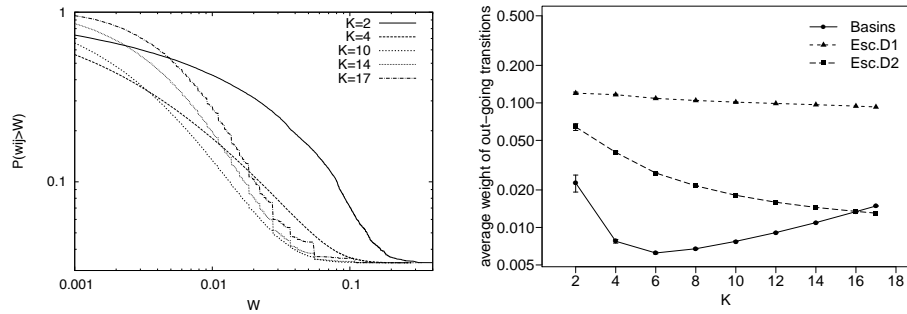 1
0.1
0.001
0.01
0.1
P(wij>W)
W
K=2
K=4
K=10
K=14
K=17
0.500
0.200
0.100
0.050
0.020
0.010
0.005
average weight of out−going transitions
2 4 6 8 10 12 14 16 18
K
Basins
Esc.D1
Esc.D2